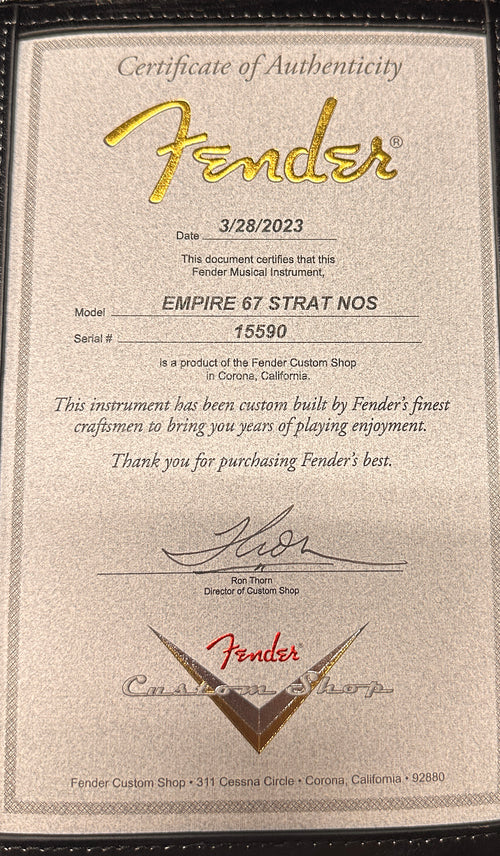 Certificate of Authenticity
Fender®
Date 3/28/2023
This document certifies that this
Fender Musical Instrument,
Model EMPIRE 67 STRAT NOS
Serial # 15590
is a product of the Fender Custom Shop
in Corona, California.
This instrument has been custom built by Fender's finest
craftsmen to bring you years of playing enjoyment.
Thank you for purchasing Fender's best.
Ron Thorn
Director of Custom Shop
Fender®
Custom Shop
Fender Custom Shop • 311 Cessna Circle • Corona, California • 92880